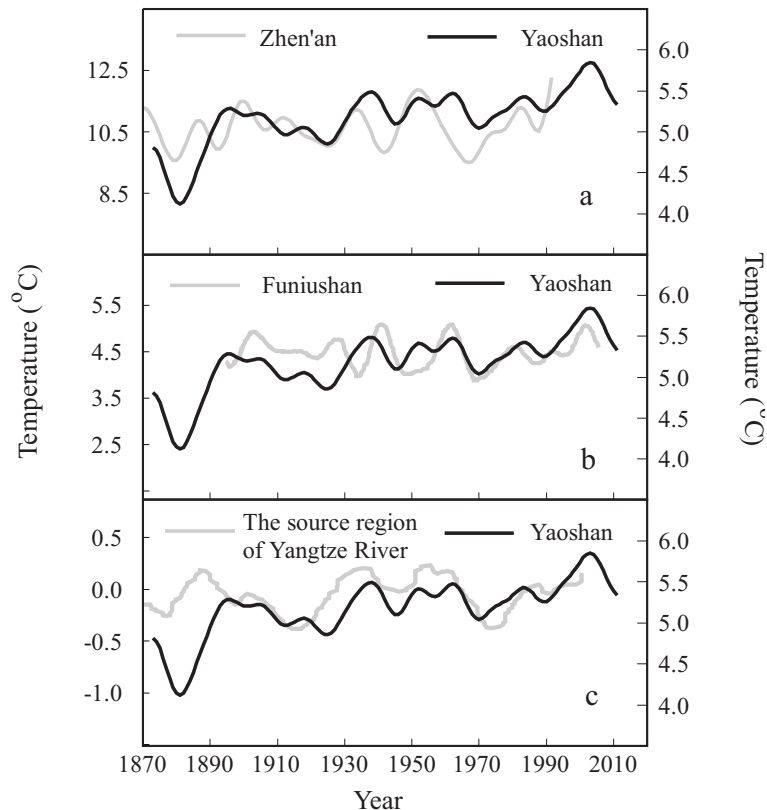 Zhen'an Yaoshan
12.5
10.5
8.5
6.0
5.5
5.0
4.5
4.0
a
Funiushan Yaoshan
5.5
4.5
3.5
2.5
6.0
5.5
5.0
4.5
4.0
b
The source region
of Yangtze River
Yaoshan
0.5
0.0
-0.5
-1.0
6.0
5.5
5.0
4.5
4.0
c
Temperature (°C)
Temperature (°C)
1870 1890 1910 1930 1950 1970 1990 2010
Year